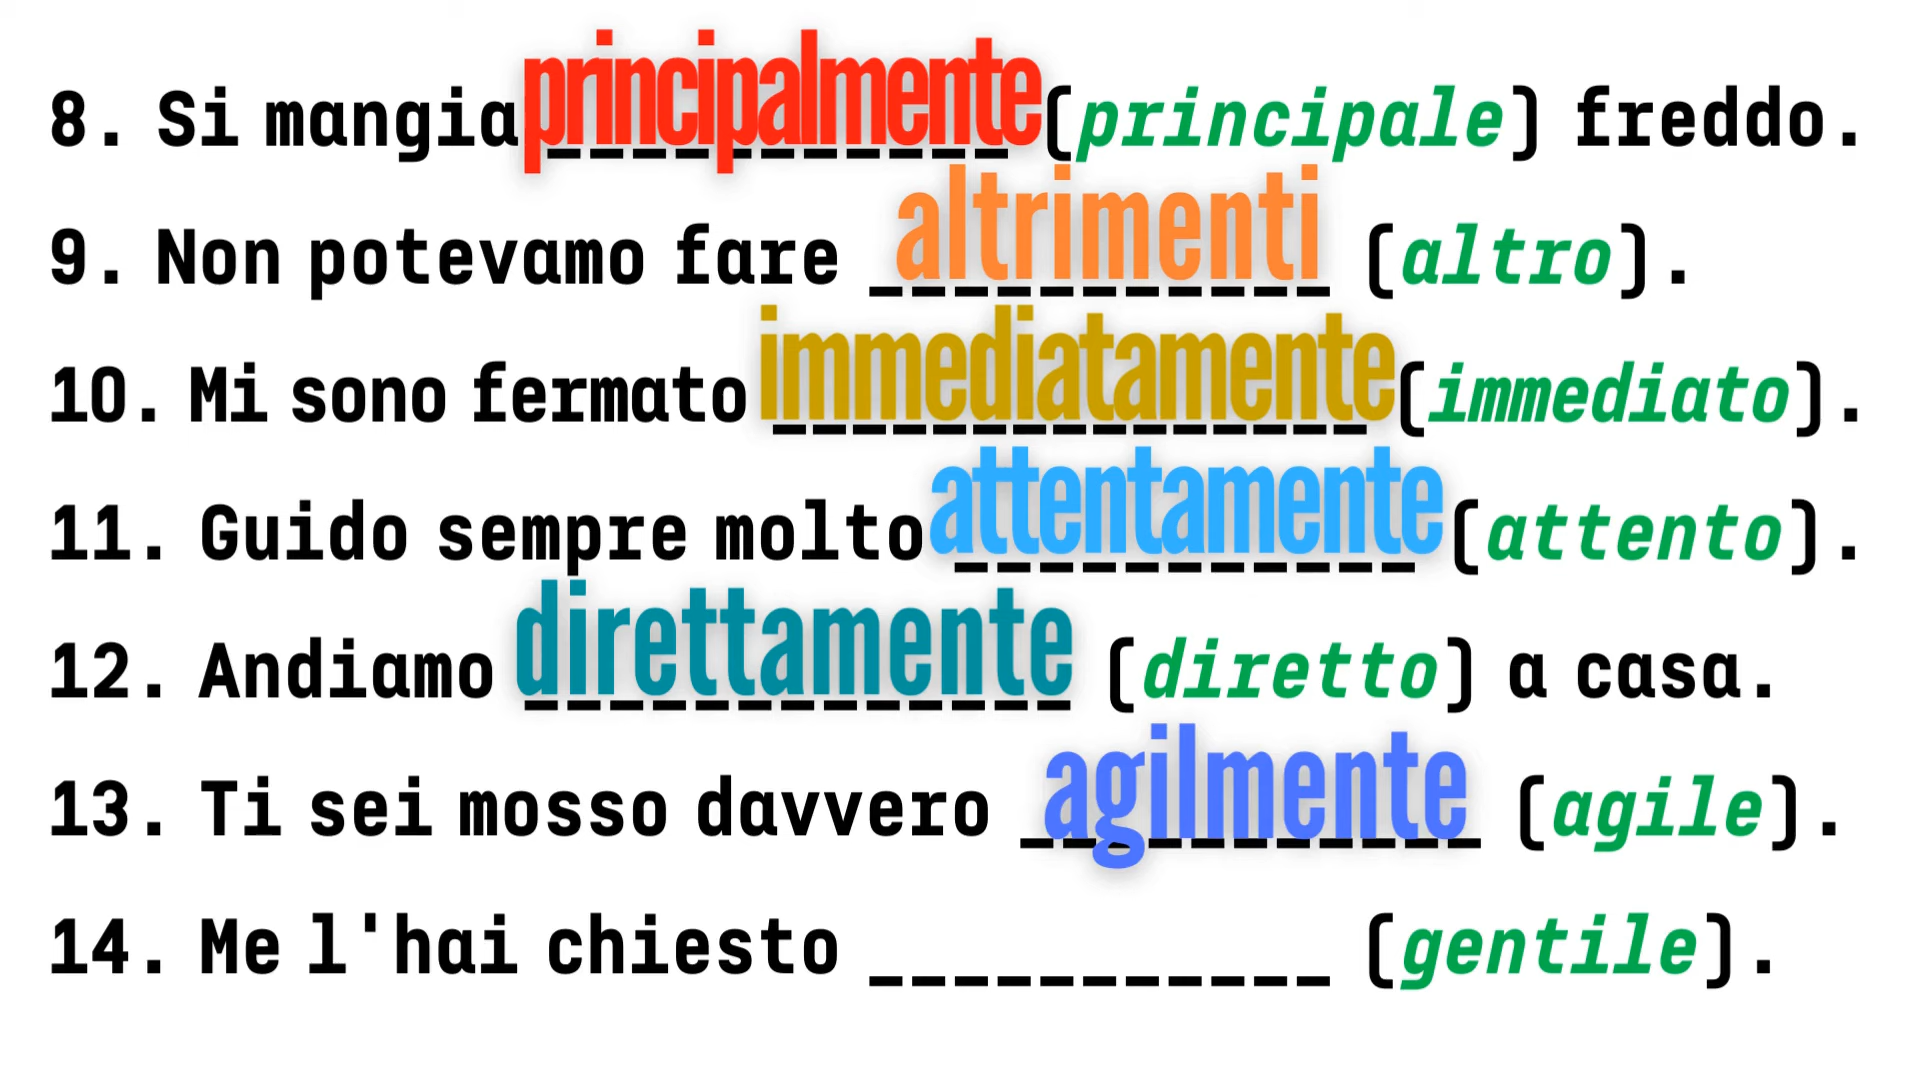 8. Si mangia principalmente (principale) freddo.
9. Non potevamo fare altrimenti (altro).
10. Mi sono fermato immediatamente (immediato).
11. Guido sempre molto attentamente (attento).
12. Andiamo direttamente (diretto) a casa.
13. Ti sei mosso davvero agilmente (agile).
14. Me l'hai chiesto ___________ (gentile).